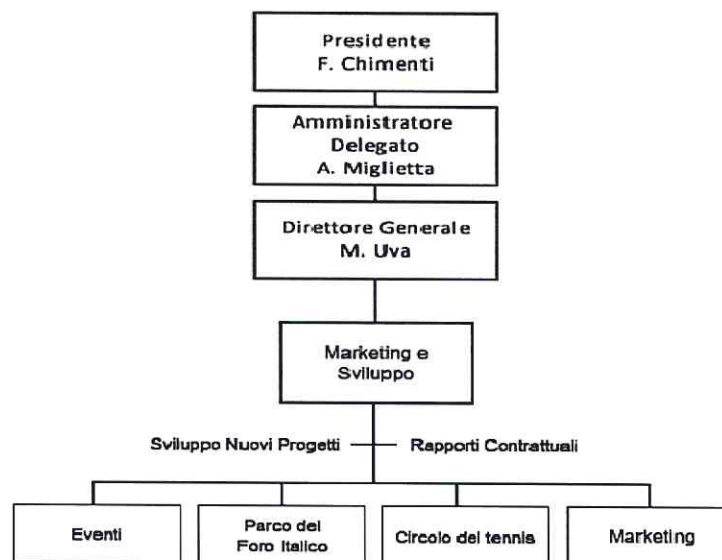 Presidente
F. Chimenti
Amministratore
Delegato
A. Miglietta
Direttore Generale
M. Uva
Marketing e
Sviluppo
Sviluppo Nuovi Progetti
Rapporti Contrattuali
Eventi
Parco del
Foro Italico
Circolo del tennis
Marketing